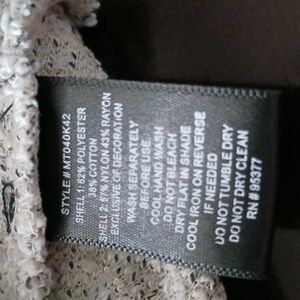 STYLE # MT040K42
SHELL 1: 62% POLYESTER
38% COTTON
SHELL 2: 57% NYLON 43% RAYON
EXCLUSIVE OF DECORATION
WASH SEPARATELY
BEFORE USE.
COOL HAND WASH
DO NOT BLEACH
DRY FLAT IN SHADE
COOL IRON ON REVERSE
IF NEEDED
DO NOT TUMBLE DRY
DO NOT DRY CLEAN
RN # 95377